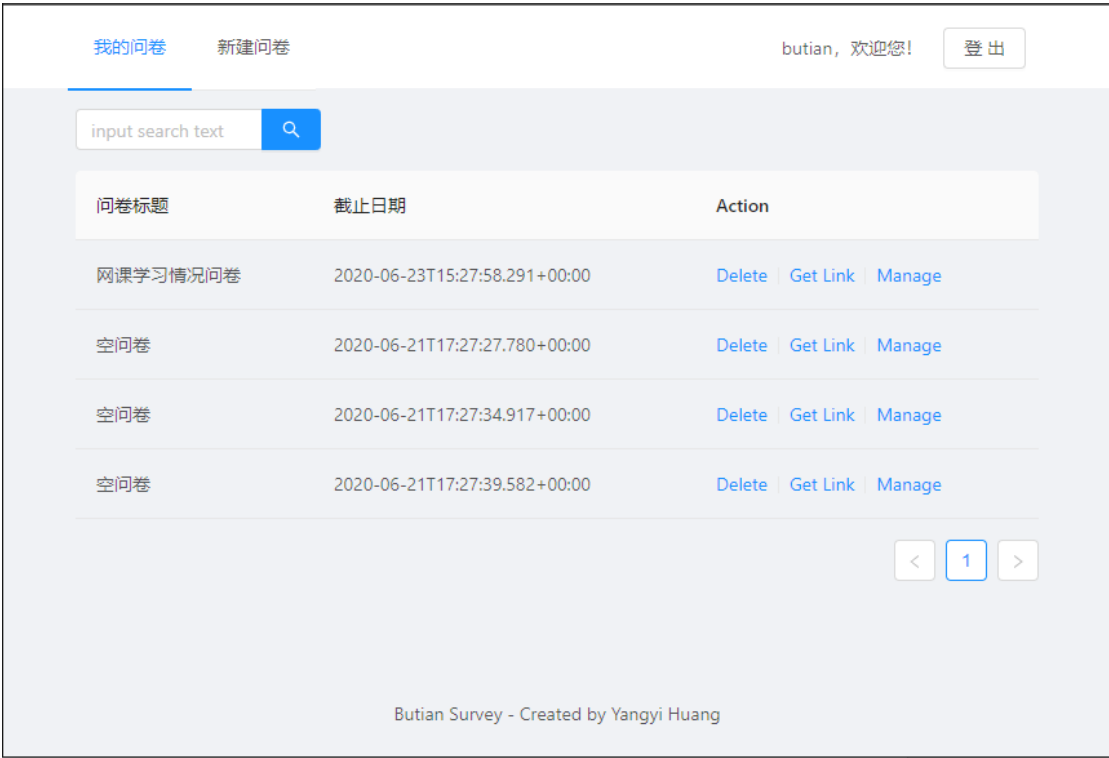 我的问卷 新建问卷 butian，欢迎您! 登 出
input search text
问卷标题 截止日期 Action
网课学习情况问卷 2020-06-23T15:27:58.291+00:00 Delete Get Link Manage
空问卷 2020-06-21T17:27:27.780+00:00 Delete Get Link Manage
空问卷 2020-06-21T17:27:34.917+00:00 Delete Get Link Manage
空问卷 2020-06-21T17:27:39.582+00:00 Delete Get Link Manage
< 1 >
Butian Survey - Created by Yangyi Huang